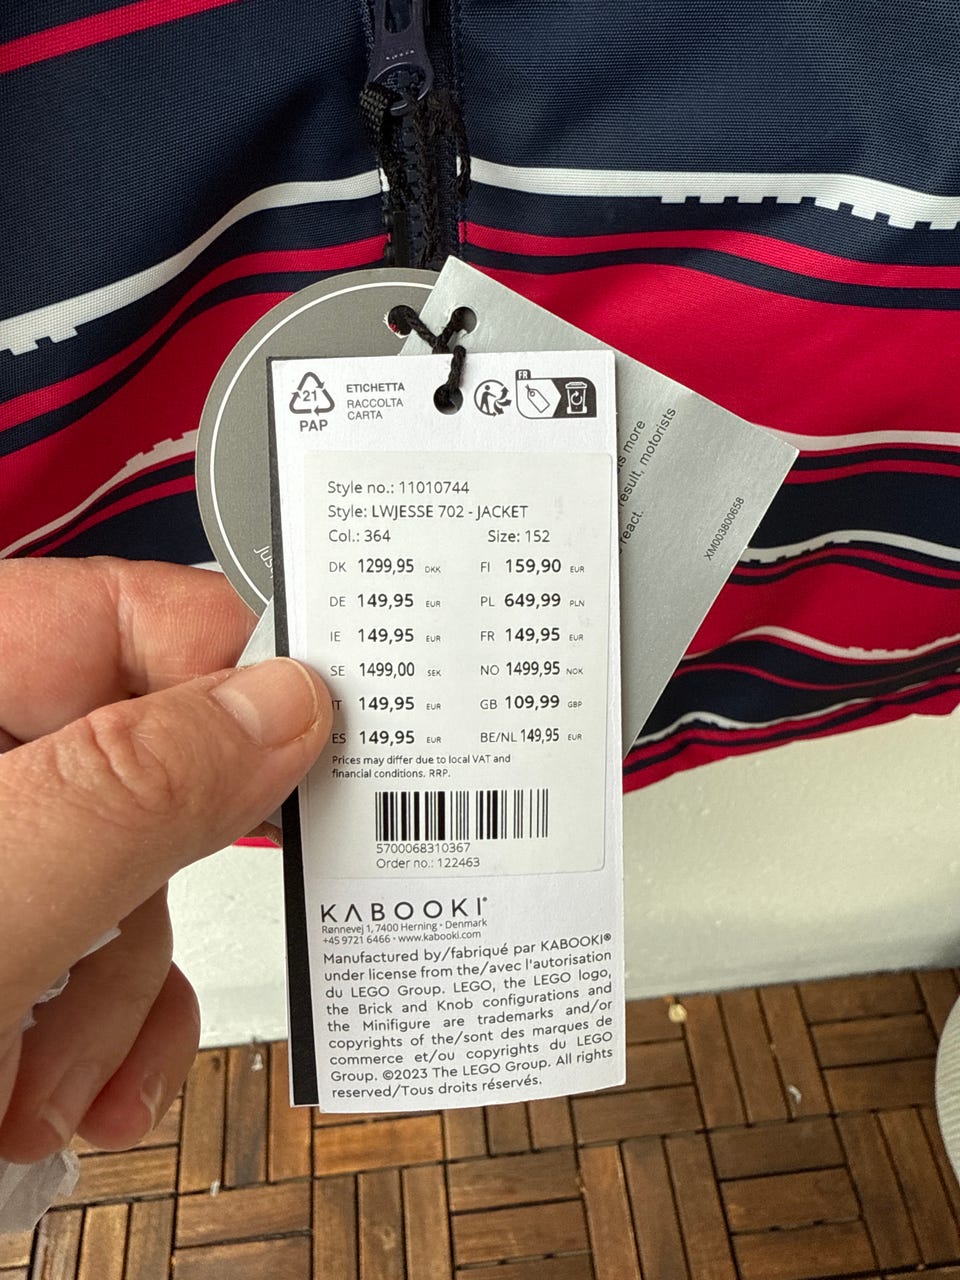 21
PAP
ETICHETTA
RACCOLTA
CARTA
FR
Style no.: 11010744
Style: LWJESSE 702 - JACKET
Col.: 364 Size: 152
DK 1299,95 DKK FI 159,90 EUR
DE 149,95 EUR PL 649,99 PLN
IE 149,95 EUR FR 149,95 EUR
SE 1499,00 SEK NO 1499,95 NOK
IT 149,95 EUR GB 109,99 GBP
ES 149,95 EUR BE/NL 149,95 EUR
Prices may differ due to local VAT and
financial conditions. RRP.
5700068310367
Order no.: 122463
KABOOKI®
Rønnevej 1, 7400 Herning - Denmark
+45 9721 6466 • www.kabooki.com
Manufactured by/fabriqué par KABOOKI®
under license from the/avec l'autorisation
du LEGO Group. LEGO, the LEGO logo,
the Brick and Knob configurations and
the Minifigure are trademarks and/or
copyrights of the/sont des marques de
commerce et/ou copyrights du LEGO
Group. ©2023 The LEGO Group. All rights
reserved/Tous droits réservés.
more
result, motorists
react.
XM003800658